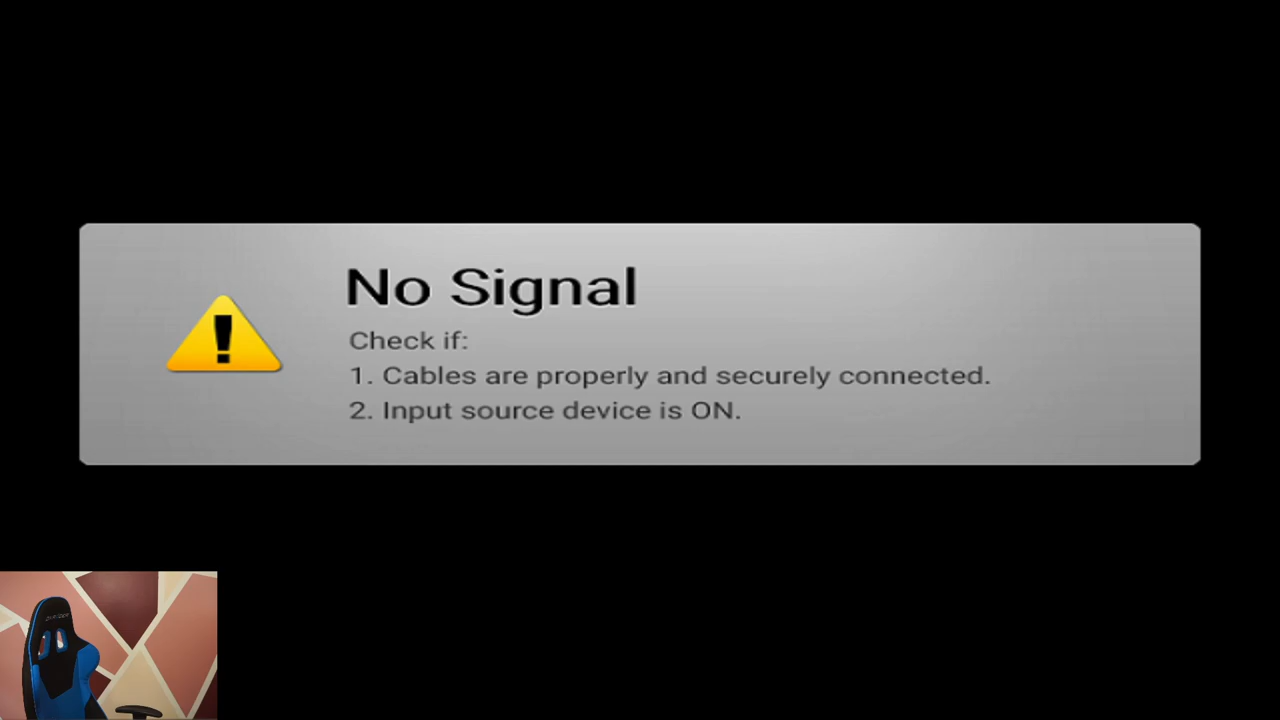 No Signal
Check if:
1. Cables are properly and securely connected.
2. Input source device is ON.